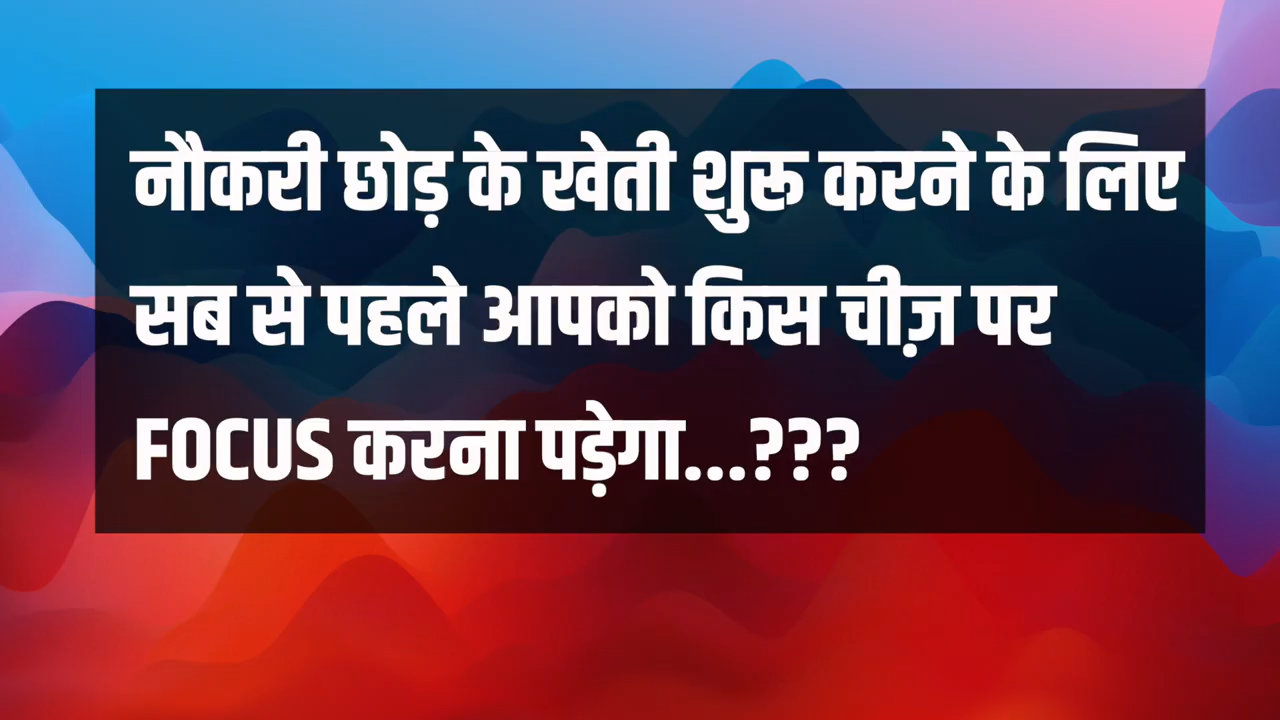 नौकरी छोड़ के खेती शुरू करने के लिए
सब से पहले आपको किस चीज़ पर
FOCUS करना पड़ेगा...???